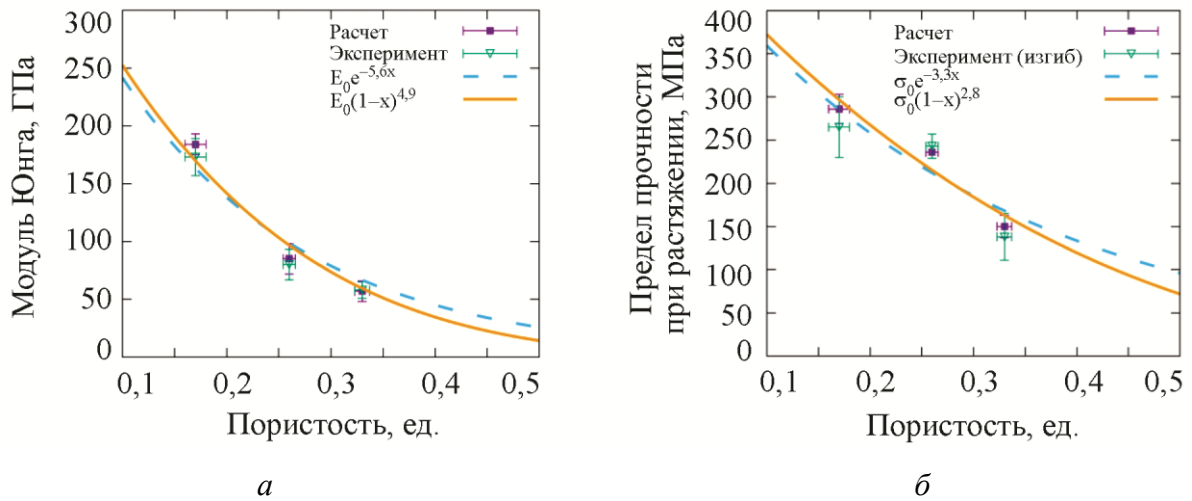 300
250
200
150
100
50
0
Модуль Юнга, ГПа
Расчет
Эксперимент
E₀e⁻⁵,⁶ˣ
E₀(1–x)⁴,⁹
0,1 0,2 0,3 0,4 0,5
Пористость, ед.
а
400
350
300
250
200
150
100
50
0
Предел прочности
при растяжении, МПа
Расчет
Эксперимент (изгиб)
σ₀e⁻³,³ˣ
σ₀(1–x)²,⁸
0,1 0,2 0,3 0,4 0,5
Пористость, ед.
б